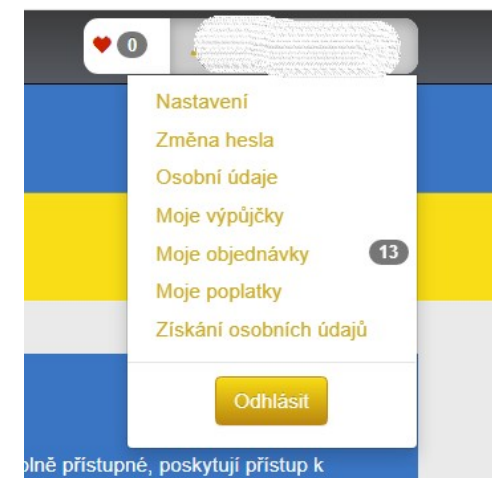 0
Nastavení
Změna hesla
Osobní údaje
Moje výpůjčky
Moje objednávky 13
Moje poplatky
Získání osobních údajů
Odhlásit
přístupné, poskytují přístup k